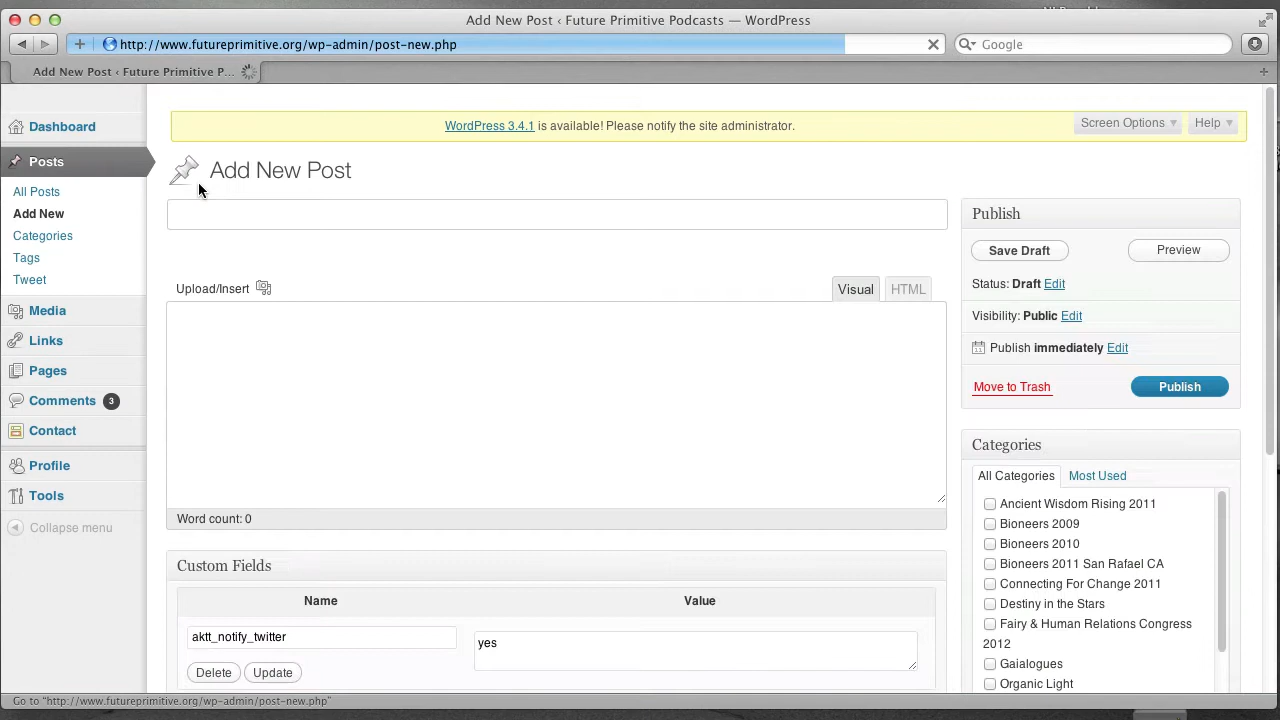 Add New Post ‹ Future Primitive Podcasts — WordPress
http://www.futureprimitive.org/wp-admin/post-new.php
Google
Add New Post ‹ Future Primitive P...
Dashboard
Posts
All Posts
Add New
Categories
Tags
Tweet
Media
Links
Pages
Comments 3
Contact
Profile
Tools
Collapse menu
WordPress 3.4.1 is available! Please notify the site administrator.
Screen Options
Help
Add New Post
Upload/Insert
Visual
HTML
Word count: 0
Custom Fields
Name
Value
aktt_notify_twitter
yes
Delete
Update
Publish
Save Draft
Preview
Status: Draft Edit
Visibility: Public Edit
Publish immediately Edit
Move to Trash
Publish
Categories
All Categories
Most Used
Ancient Wisdom Rising 2011
Bioneers 2009
Bioneers 2010
Bioneers 2011 San Rafael CA
Connecting For Change 2011
Destiny in the Stars
Fairy & Human Relations Congress
2012
Gaialogues
Organic Light
Go to "http://www.futureprimitive.org/wp-admin/post-new.php"